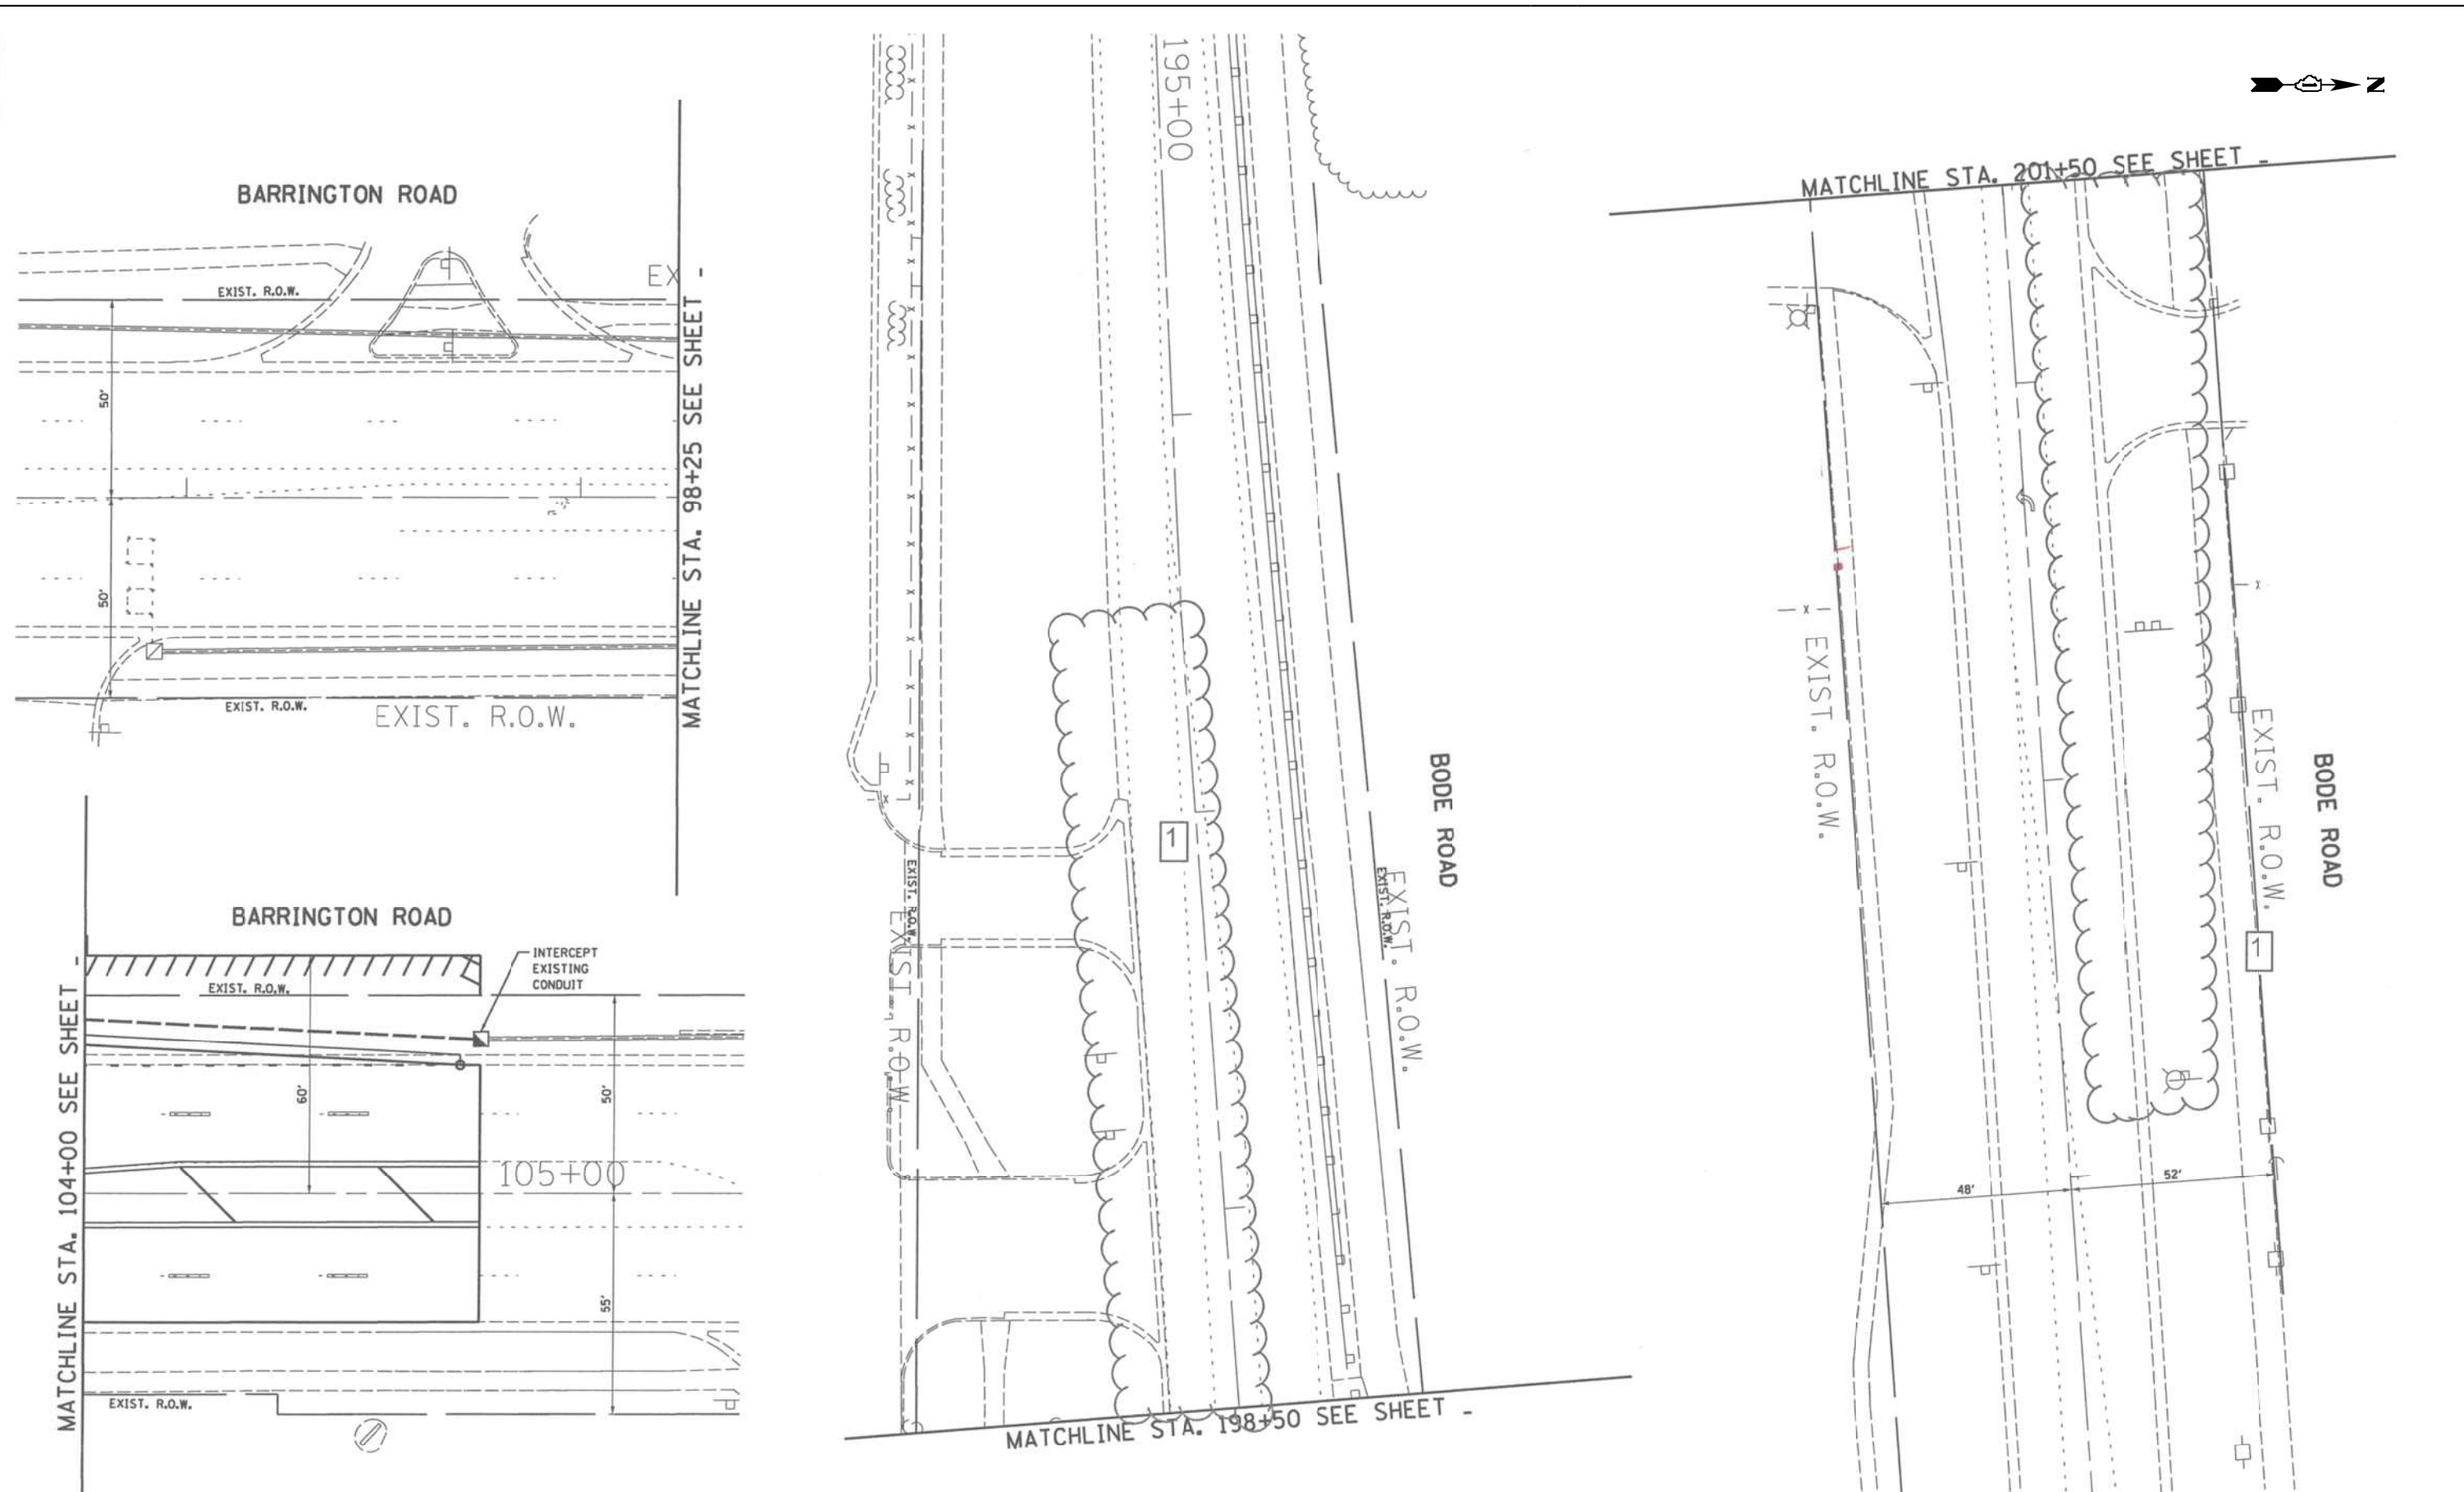 N
BARRINGTON ROAD
EXIST. R.O.W.
EX
50'
50'
EXIST. R.O.W.
EXIST. R.O.W.
MATCHLINE STA. 98+25 SEE SHEET -
BARRINGTON ROAD
MATCHLINE STA. 104+00 SEE SHEET -
INTERCEPT
EXISTING
CONDUIT
EXIST. R.O.W.
60'
50'
105+00
55'
EXIST. R.O.W.
195+00
1
EXIST. R.O.W.
EXIST. R.O.W.
EXIST. R.O.W.
EXIST. R.O.W.
BODE ROAD
MATCHLINE STA. 198+50 SEE SHEET -
MATCHLINE STA. 201+50 SEE SHEET -
EXIST. R.O.W.
EXIST. R.O.W.
BODE ROAD
1
48'
52'